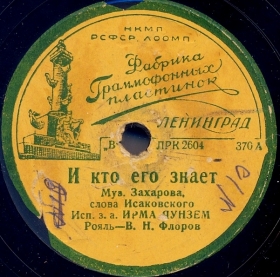 НКМП
РСФСР, ЛООМП
Фабрика
Граммофонных
пластинок
ЛЕНИНГРАД
В ЛРК 2604 370 А
И кто его знает
Муз. Захарова,
слова Исаковского
Исп. з. а. ИРМА ЯУНЗЕМ
Рояль—В. Н. Флоров